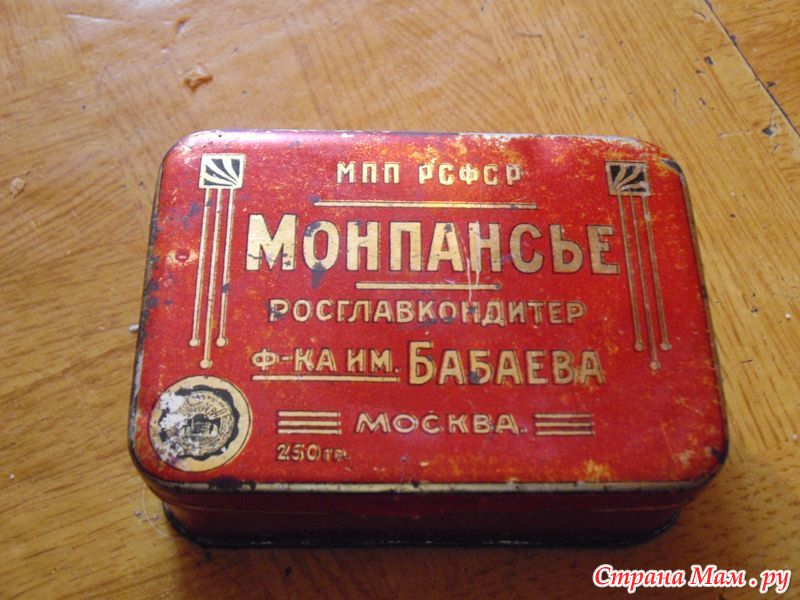 МПП РСФСР
МОНПАНСЬЕ
РОСГЛАВКОНДИТЕР
Ф-КА ИМ. БАБАЕВА
МОСКВА.
250 гр.
Страна Мам.ру